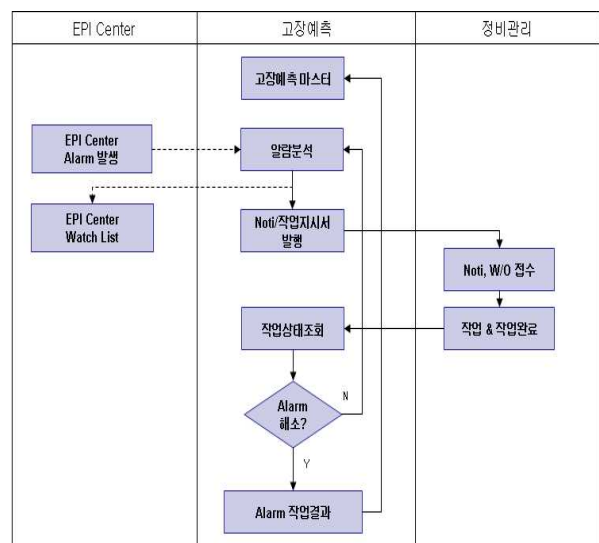 EPI Center
고장예측
정비관리
고장예측 마스터
EPI Center
Alarm 발생
알람분석
EPI Center
Watch List
Noti/작업지시서
발행
Noti, W/O 접수
작업상태조회
작업 & 작업완료
Alarm
해소?
N
Y
Alarm 작업결과